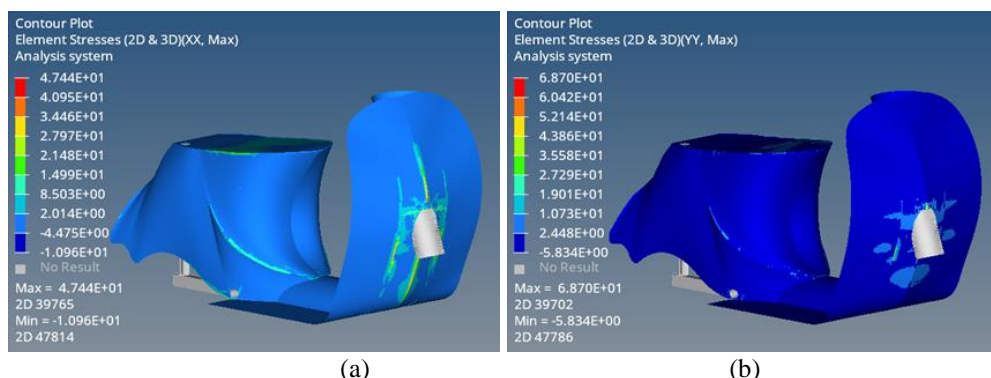 Contour Plot
Element Stresses (2D & 3D)(XX, Max)
Analysis system
4.744E+01
4.095E+01
3.446E+01
2.797E+01
2.148E+01
1.499E+01
8.503E+00
2.014E+00
-4.475E+00
-1.096E+01
No Result
Max = 4.744E+01
2D 39765
Min = -1.096E+01
2D 47814
(a)
Contour Plot
Element Stresses (2D & 3D)(YY, Max)
Analysis system
6.870E+01
6.042E+01
5.214E+01
4.386E+01
3.558E+01
2.729E+01
1.901E+01
1.073E+01
2.448E+00
-5.834E+00
No Result
Max = 6.870E+01
2D 39702
Min = -5.834E+00
2D 47786
(b)